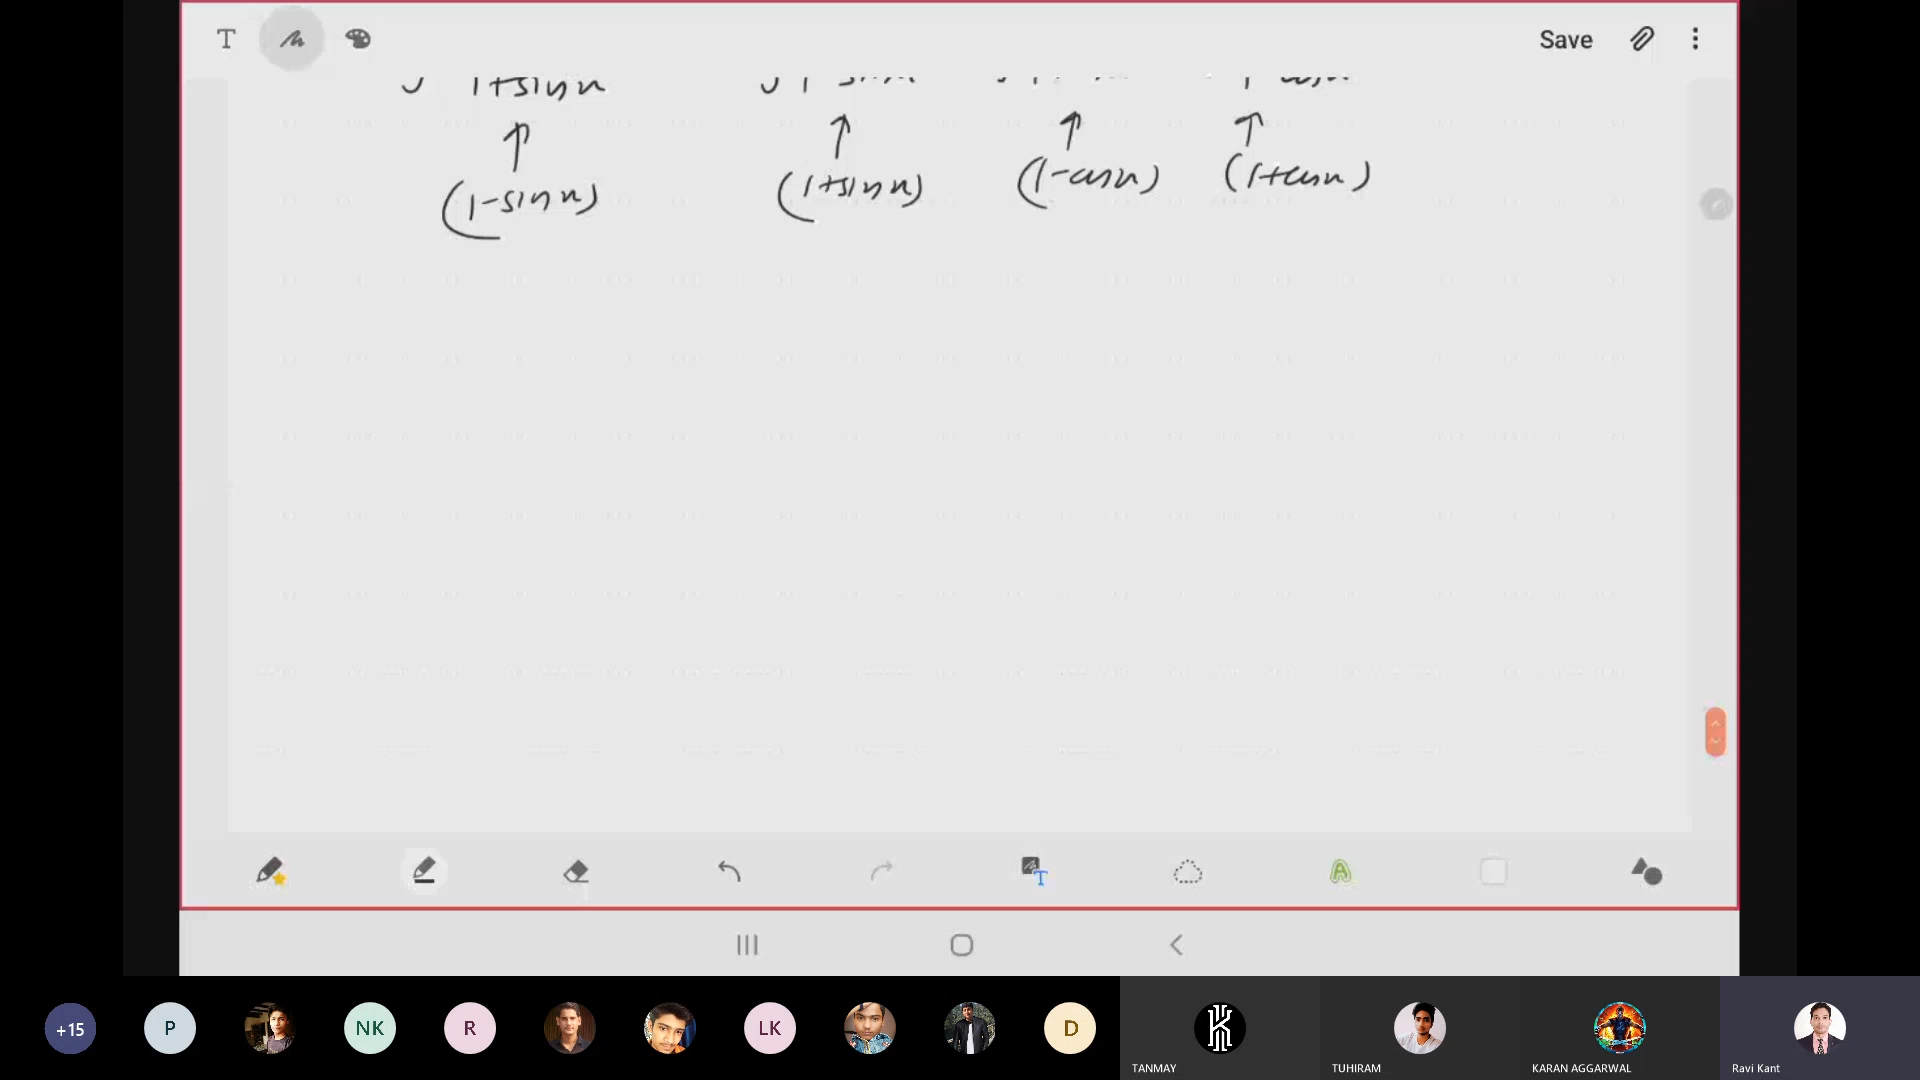 T Save
1+sinx
(1-sinx) (1+sinx) (1-cosx) (1+cosx)
T
A
+15 P NK R LK D
TANMAY TUHIRAM KARAN AGGARWAL Ravi Kant